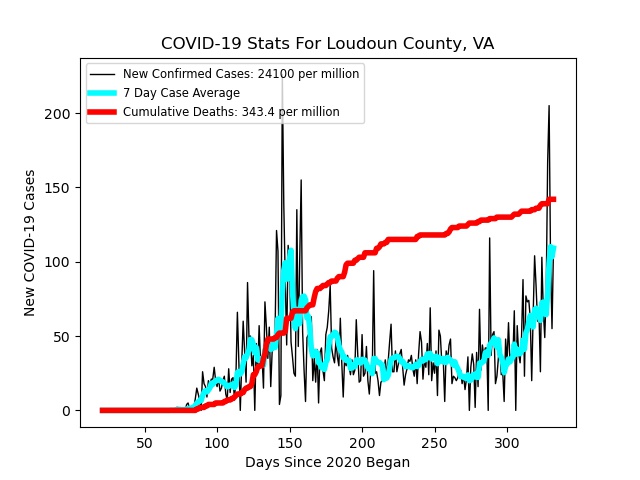 COVID-19 Stats For Loudoun County, VA
New Confirmed Cases: 24100 per million
7 Day Case Average
Cumulative Deaths: 343.4 per million
New COVID-19 Cases
200
150
100
50
0
50 100 150 200 250 300
Days Since 2020 Began